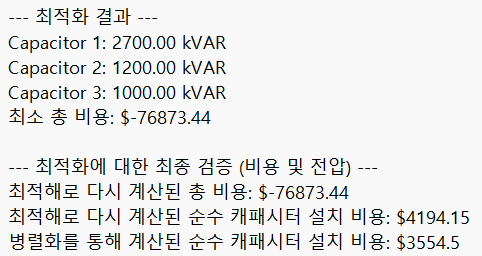 --- 최적화 결과 ---
Capacitor 1: 2700.00 kVAR
Capacitor 2: 1200.00 kVAR
Capacitor 3: 1000.00 kVAR
최소 총 비용: $-76873.44

--- 최적화에 대한 최종 검증 (비용 및 전압) ---
최적해로 다시 계산된 총 비용: $-76873.44
최적해로 다시 계산된 순수 캐패시터 설치 비용: $4194.15
병렬화를 통해 계산된 순수 캐패시터 설치 비용: $3554.5